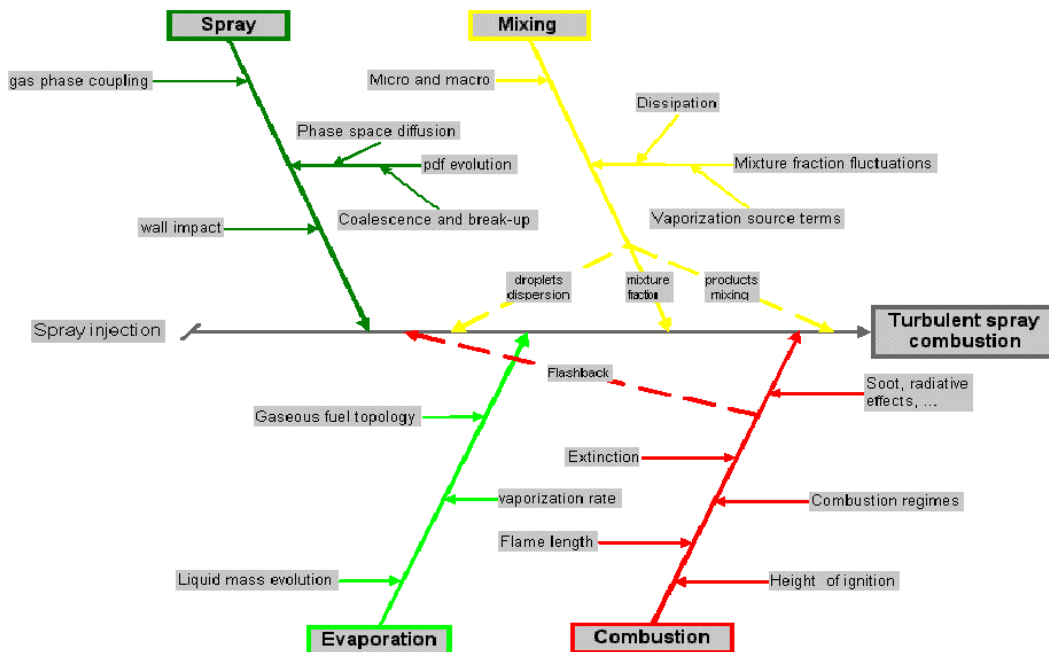 Spray
Mixing
gas phase coupling
Micro and macro
Dissipation
Phase space diffusion
pdf evolution
Mixture fraction fluctuations
Coalescence and break-up
Vaporization source terms
wall impact
droplets
dispersion
mixture
fraction
products
mixing
Spray injection
Turbulent spray
combustion
Flashback
Soot, radiative
effects, ...
Gaseous fuel topology
Extinction
vaporization rate
Combustion regimes
Flame length
Liquid mass evolution
Height of ignition
Evaporation
Combustion